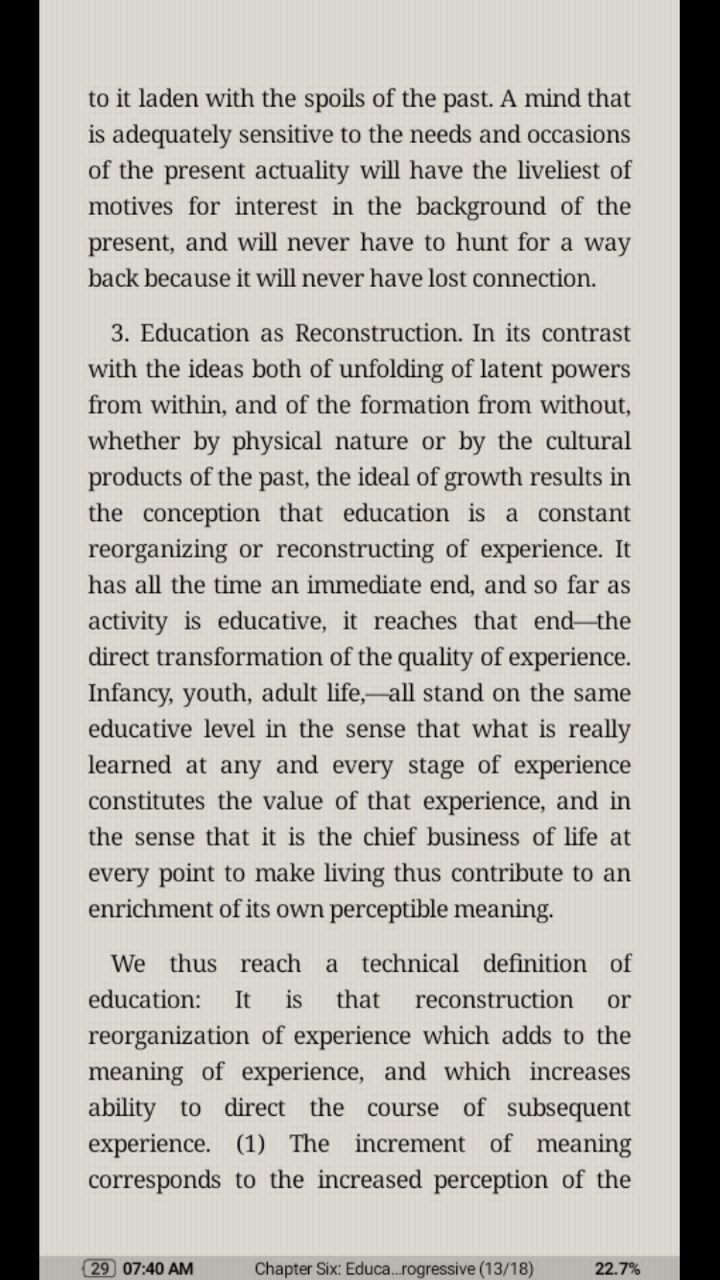 to it laden with the spoils of the past. A mind that
is adequately sensitive to the needs and occasions
of the present actuality will have the liveliest of
motives for interest in the background of the
present, and will never have to hunt for a way
back because it will never have lost connection.
3. Education as Reconstruction. In its contrast
with the ideas both of unfolding of latent powers
from within, and of the formation from without,
whether by physical nature or by the cultural
products of the past, the ideal of growth results in
the conception that education is a constant
reorganizing or reconstructing of experience. It
has all the time an immediate end, and so far as
activity is educative, it reaches that end—the
direct transformation of the quality of experience.
Infancy, youth, adult life,—all stand on the same
educative level in the sense that what is really
learned at any and every stage of experience
constitutes the value of that experience, and in
the sense that it is the chief business of life at
every point to make living thus contribute to an
enrichment of its own perceptible meaning.
We thus reach a technical definition of
education: It is that reconstruction or
reorganization of experience which adds to the
meaning of experience, and which increases
ability to direct the course of subsequent
experience. (1) The increment of meaning
corresponds to the increased perception of the
29 07:40 AM Chapter Six: Educa...rogressive (13/18) 22.7%